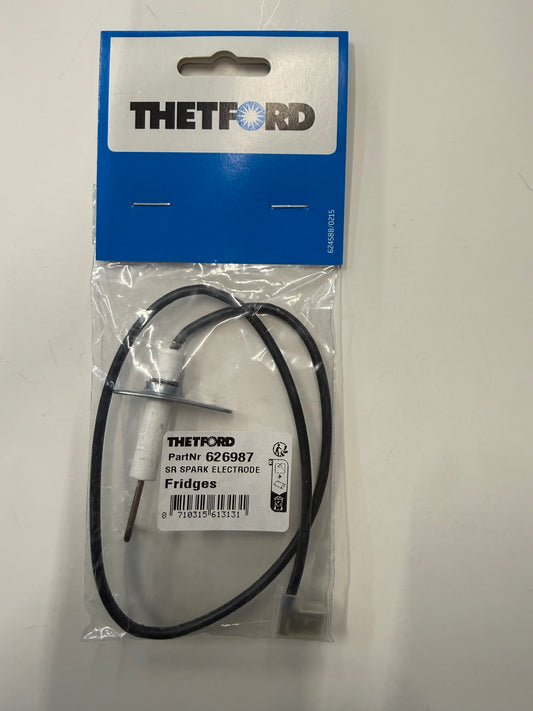 THETFORD
624588/0215
THETFORD
PartNr 626987
SR SPARK ELECTRODE
Fridges
8 710315 613131